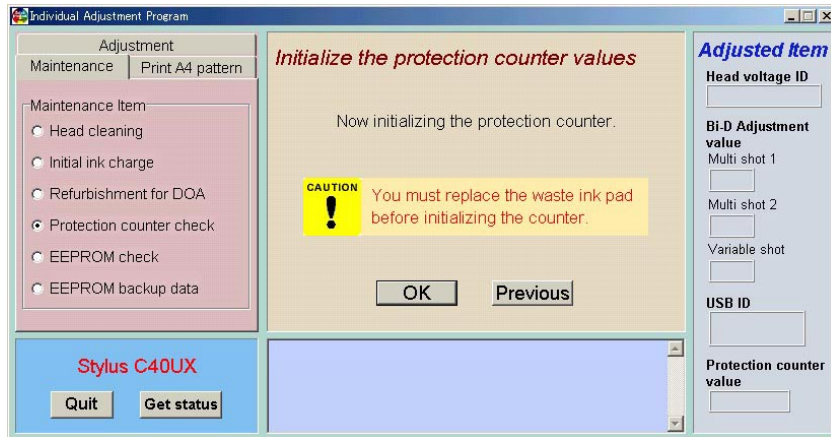 Individual Adjustment Program
Adjustment
Maintenance
Print A4 pattern
Maintenance Item
Head cleaning
Initial ink charge
Refurbishment for DOA
Protection counter check
EEPROM check
EEPROM backup data
Initialize the protection counter values
Now initializing the protection counter.
CAUTION
!
You must replace the waste ink pad
before initializing the counter.
OK
Previous
Adjusted Item
Head voltage ID
Bi-D Adjustment
value
Multi shot 1
Multi shot 2
Variable shot
USB ID
Protection counter
value
Stylus C40UX
Quit
Get status